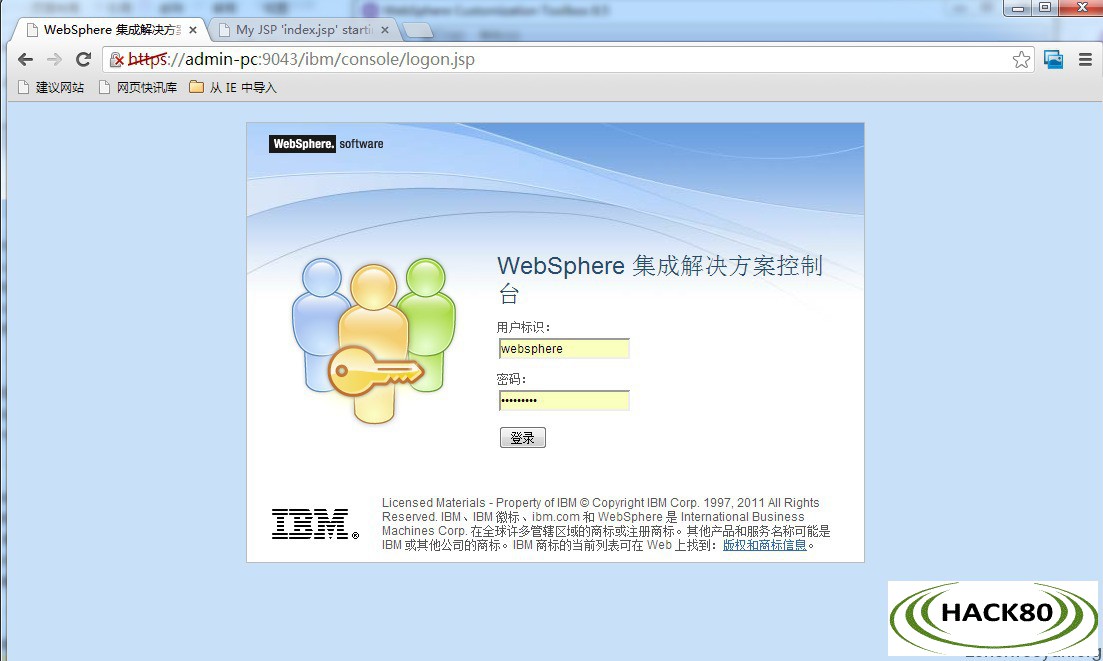 WebSphere Customization Toolbox 8.5
WebSphere 集成解决方案
My JSP 'index.jsp' starti
https://admin-pc:9043/ibm/console/logon.jsp
建议网站 网页快讯库 从 IE 中导入
WebSphere. software
WebSphere 集成解决方案控制
台
用户标识：
websphere
密码：
•••••••••
登录
IBM®
Licensed Materials - Property of IBM © Copyright IBM Corp. 1997, 2011 All Rights
Reserved. IBM、IBM 徽标、ibm.com 和 WebSphere 是 International Business
Machines Corp. 在全球许多管辖区域的商标或注册商标。其他产品和服务名称可能是
IBM 或其他公司的商标。IBM 商标的当前列表可在 Web 上找到：版权和商标信息。
HACK80